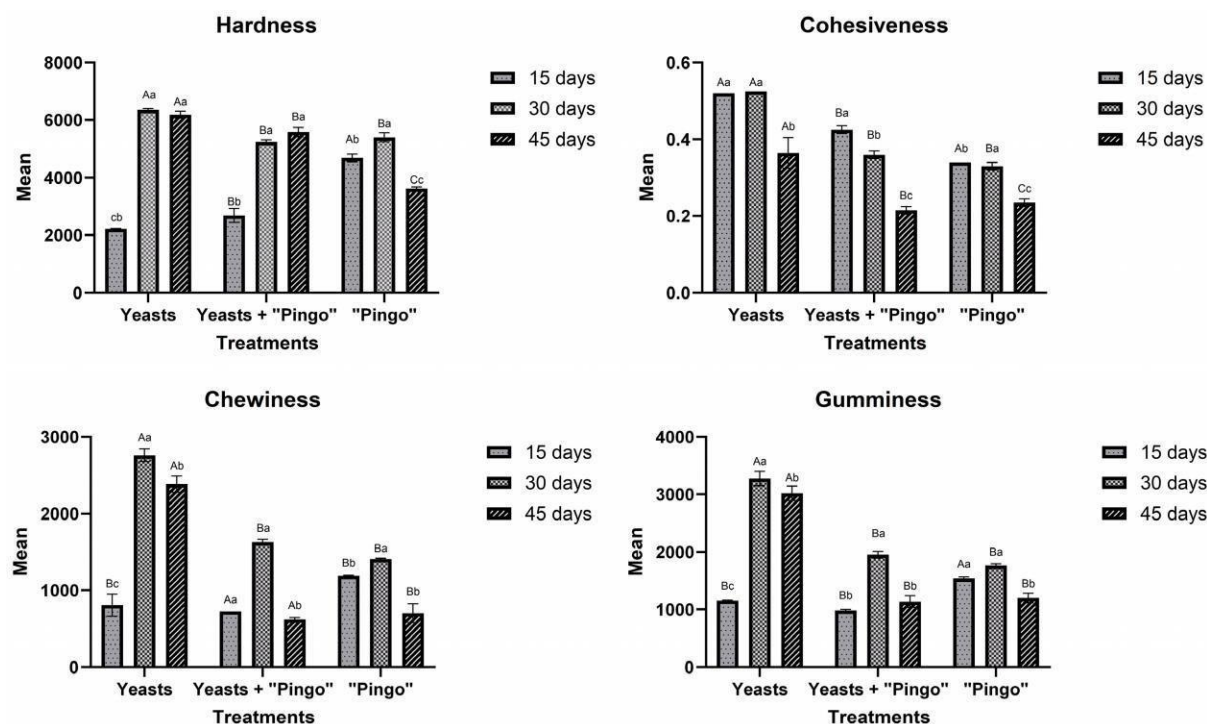 Hardness
8000
6000
4000
2000
0
Mean
cb
Aa
Aa
Bb
Ba
Ba
Ab
Ba
Cc
Yeasts
Yeasts + "Pingo"
"Pingo"
Treatments
15 days
30 days
45 days
Cohesiveness
0.6
0.4
0.2
0.0
Mean
Aa
Aa
Ab
Ba
Bb
Bc
Ab
Ba
Cc
Yeasts
Yeasts + "Pingo"
"Pingo"
Treatments
15 days
30 days
45 days
Chewiness
3000
2000
1000
0
Mean
Bc
Aa
Ab
Aa
Ba
Ab
Bb
Ba
Bb
Yeasts
Yeasts + "Pingo"
"Pingo"
Treatments
15 days
30 days
45 days
Gumminess
4000
3000
2000
1000
0
Mean
Bc
Aa
Ab
Bb
Ba
Bb
Aa
Ba
Bb
Yeasts
Yeasts + "Pingo"
"Pingo"
Treatments
15 days
30 days
45 days